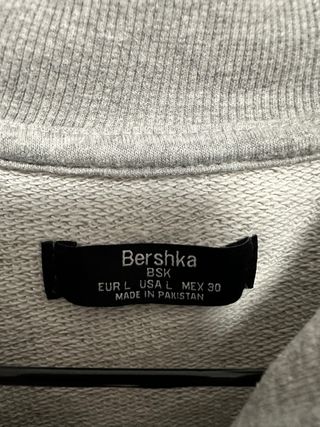 Bershka
BSK
EUR L USA L MEX 30
MADE IN PAKISTAN